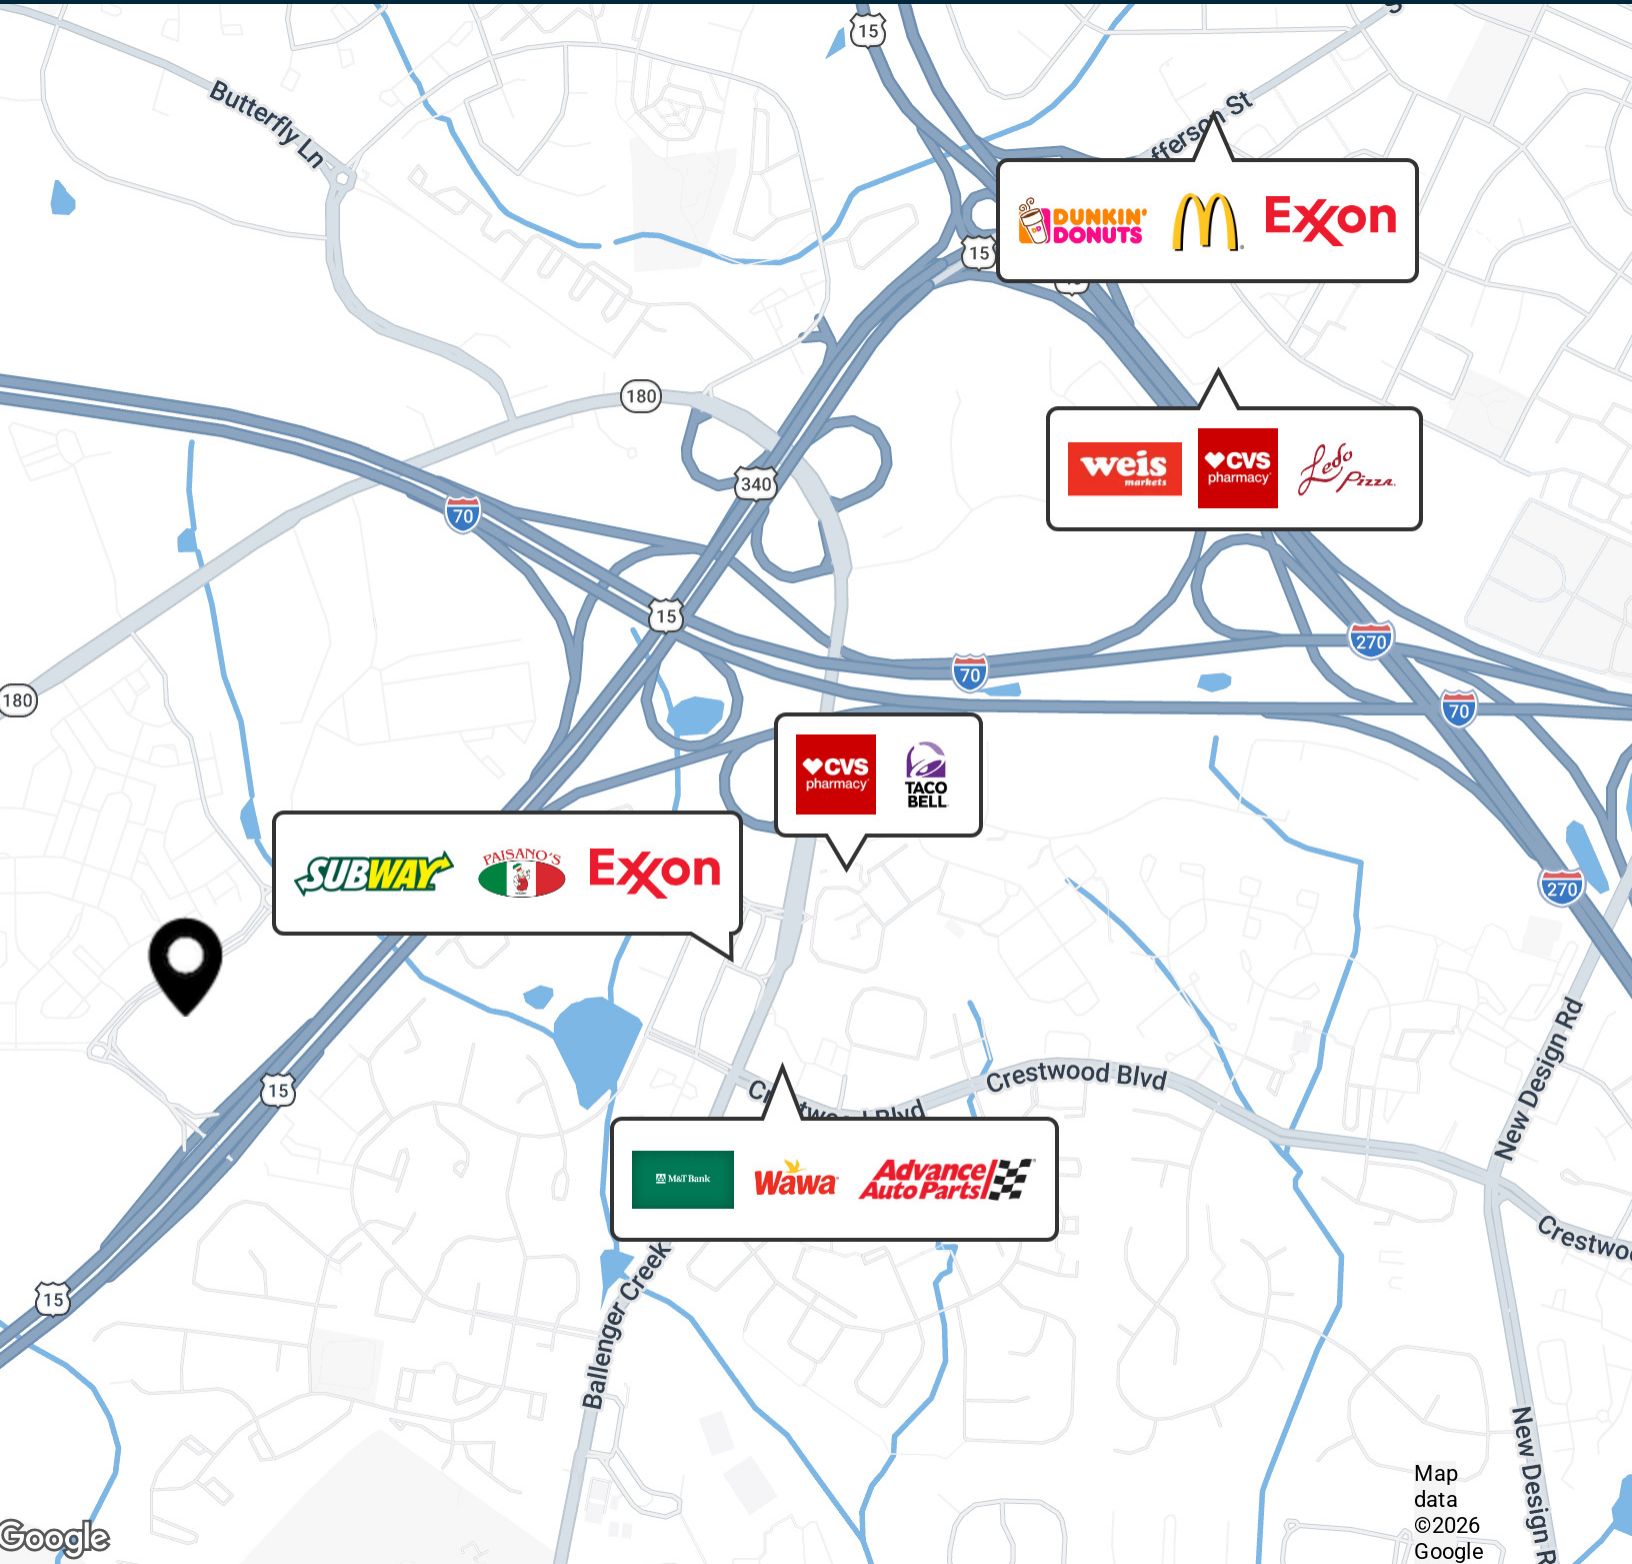 15
Butterfly Ln
fferson St
DUNKIN'
DONUTS
Exxon
15
180
340
weis
markets
CVS
pharmacy
Ledo
Pizza
70
15
270
70
180
70
CVS
pharmacy
TACO
BELL
SUBWAY
PAISANO'S
Exxon
270
New Design Rd
15
Crestwood Blvd
M&T Bank
Wawa
Advance
Auto Parts
Crestwoo
15
Ballenger Creek
New Design R
Map
data
©2026
Google
Google